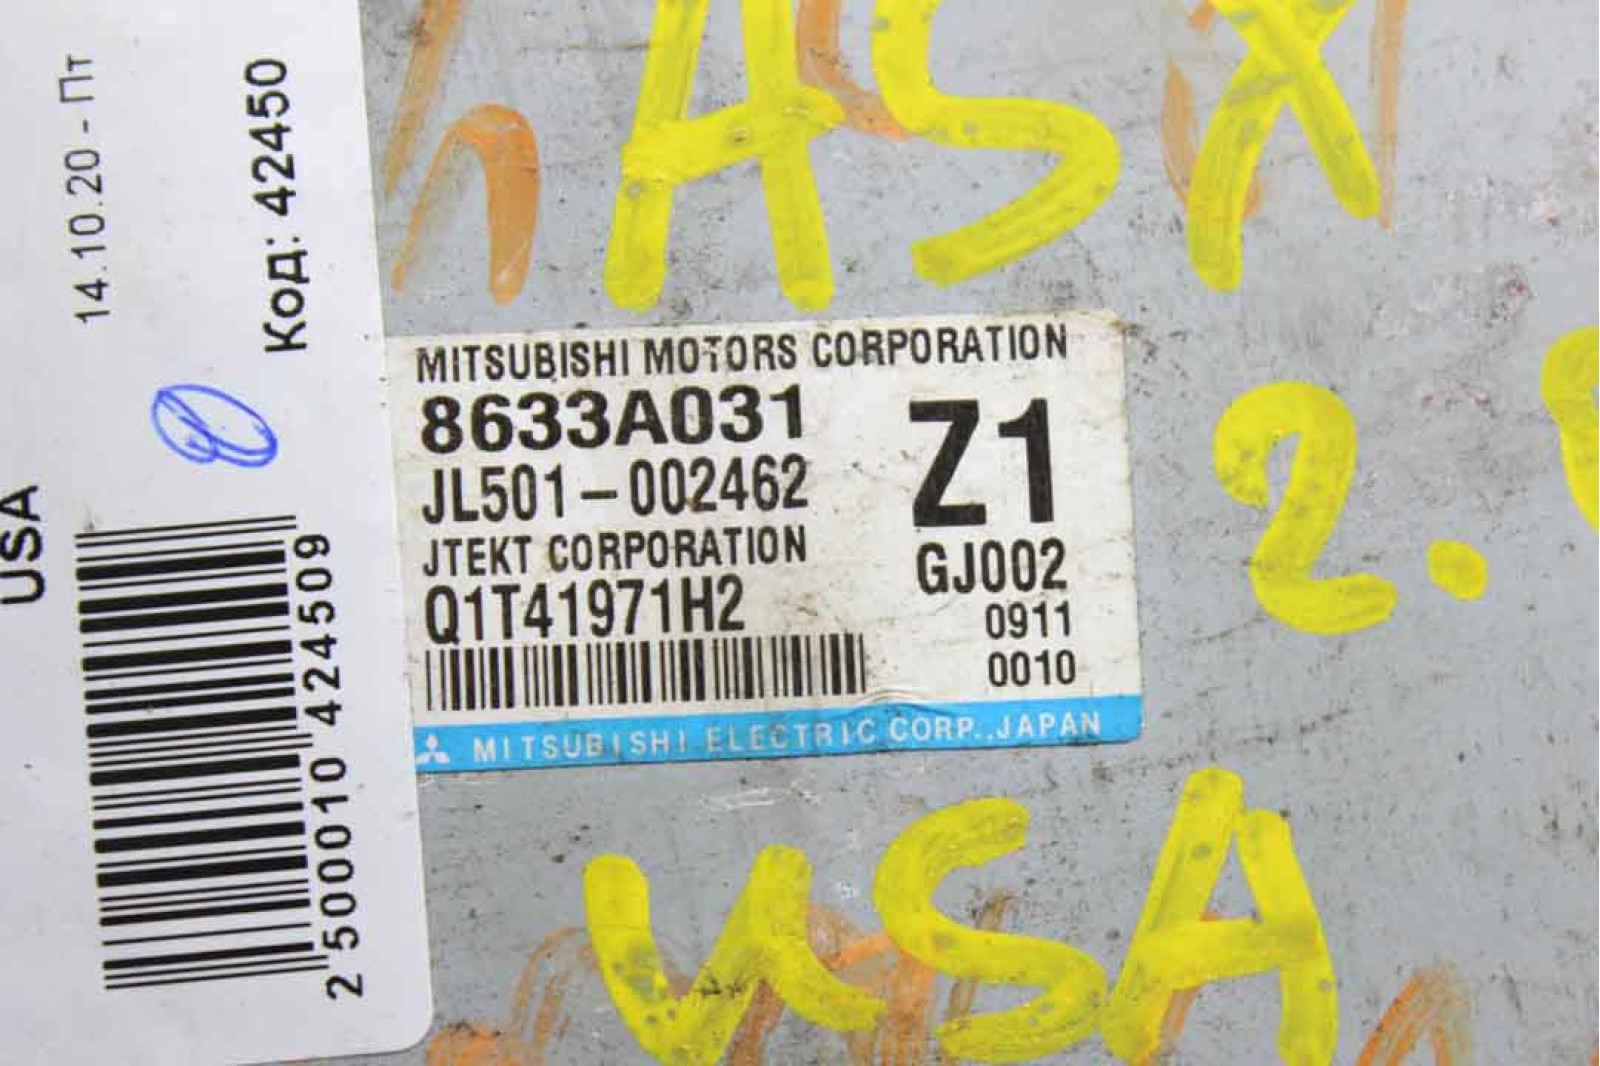 USA
14.10.20 - Пт
Код: 42450
2 500010 424509
ASX
2.
USA
MITSUBISHI MOTORS CORPORATION
8633A031
Z1
JL501-002462
JTEKT CORPORATION
GJ002
Q1T41971H2
0911
0010
MITSUBISHI ELECTRIC CORP., JAPAN